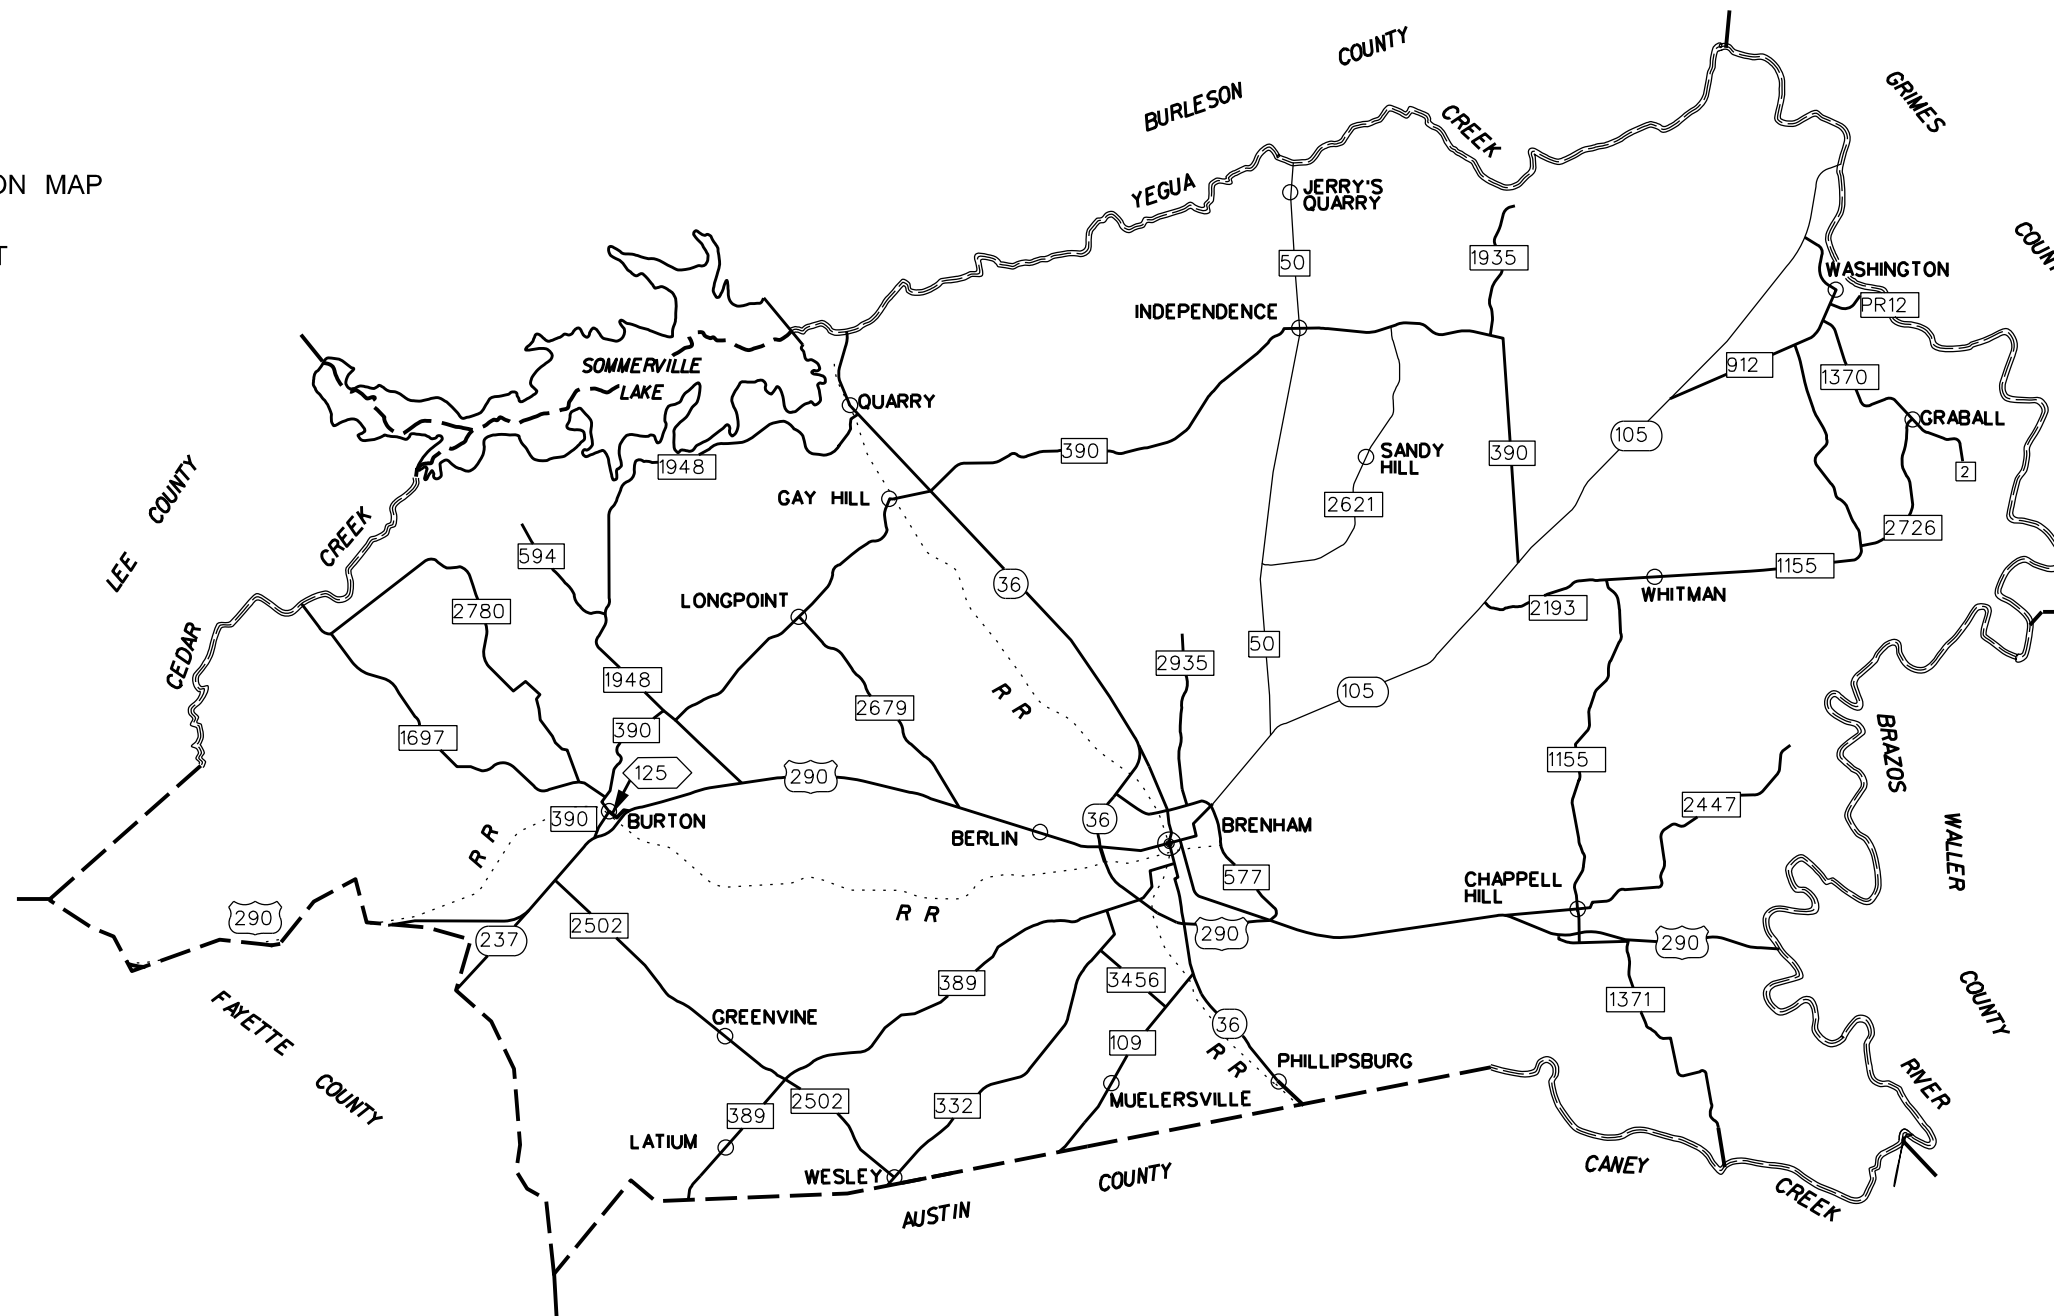 ON MAP
T
BURLESON
COUNTY
GRIMES
COUNT
YEGUA
CREEK
JERRY'S
QUARRY
50
1935
WASHINGTON
PR12
INDEPENDENCE
SOMMERVILLE
LAKE
912
1370
QUARRY
GRABALL
105
2
390
390
SANDY
HILL
1948
GAY HILL
2621
2726
LEE
COUNTY
CREEK
CEDAR
594
36
1155
WHITMAN
2193
2780
LONGPOINT
50
2935
105
1948
2679
R R
390
1697
1155
BRAZOS
125
290
2447
390
BURTON
R R
BERLIN
36
BRENHAM
WALLER
COUNTY
577
CHAPPELL
HILL
290
237
2502
R R
290
290
389
3456
1371
FAYETTE
COUNTY
GREENVINE
109
36
R R
PHILLIPSBURG
RIVER
389
2502
332
MUELERSVILLE
LATIUM
WESLEY
CANEY
CREEK
AUSTIN
COUNTY